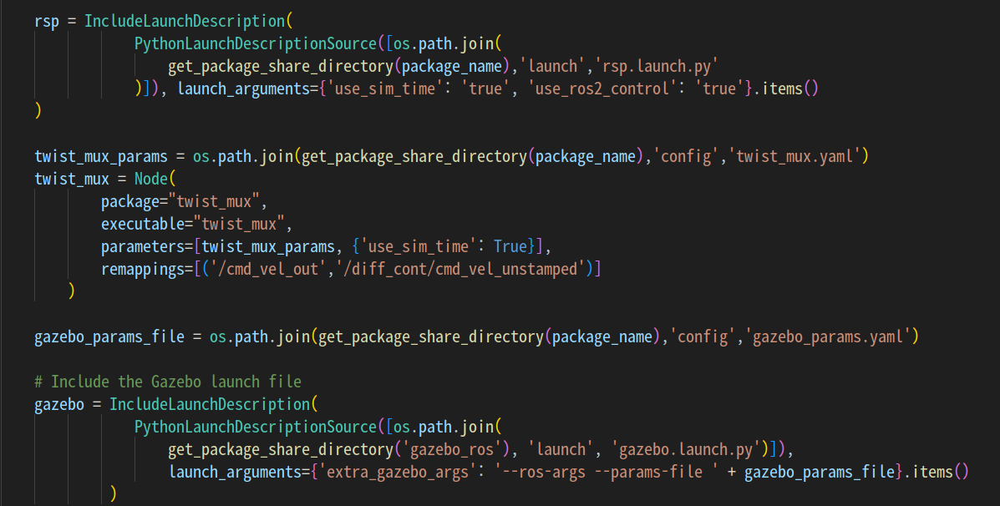 rsp = IncludeLaunchDescription(
PythonLaunchDescriptionSource([os.path.join(
get_package_share_directory(package_name),'launch','rsp.launch.py'
)]), launch_arguments={'use_sim_time': 'true', 'use_ros2_control': 'true'}.items()
)
twist_mux_params = os.path.join(get_package_share_directory(package_name),'config','twist_mux.yaml')
twist_mux = Node(
package="twist_mux",
executable="twist_mux",
parameters=[twist_mux_params, {'use_sim_time': True}],
remappings=[('/cmd_vel_out','/diff_cont/cmd_vel_unstamped')]
)
gazebo_params_file = os.path.join(get_package_share_directory(package_name),'config','gazebo_params.yaml')
# Include the Gazebo launch file
gazebo = IncludeLaunchDescription(
PythonLaunchDescriptionSource([os.path.join(
get_package_share_directory('gazebo_ros'), 'launch', 'gazebo.launch.py')]),
launch_arguments={'extra_gazebo_args': '--ros-args --params-file ' + gazebo_params_file}.items()
)